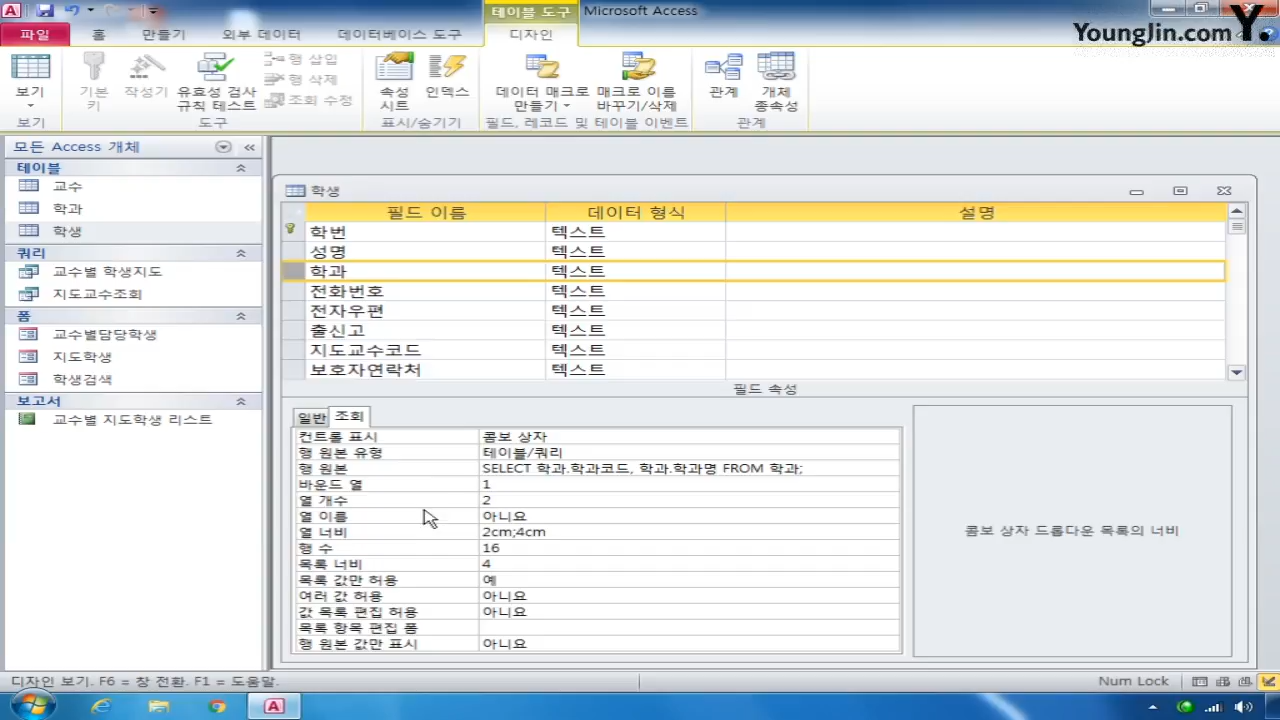 테이블 도구
Microsoft Access
YoungJin.com Y.
파일 홈 만들기 외부 데이터 데이터베이스 도구 디자인
보기
기본 키
작성기
유효성 검사 규칙 테스트
행 삽입
행 삭제
조회 수정
속성 시트
인덱스
데이터 매크로 만들기
매크로 이름 바꾸기/삭제
관계
개체 종속성
보기 도구 표시/숨기기 필드, 레코드 및 테이블 이벤트 관계
모든 Access 개체
테이블
교수
학과
학생
쿼리
교수별 학생지도
지도교수조회
폼
교수별담당학생
지도학생
학생검색
보고서
교수별 지도학생 리스트
학생
필드 이름 데이터 형식 설명
학번 텍스트
성명 텍스트
학과 텍스트
전화번호 텍스트
전자우편 텍스트
출신고 텍스트
지도교수코드 텍스트
보호자연락처 텍스트
필드 속성
일반 조회
컨트롤 표시 콤보 상자
행 원본 유형 테이블/쿼리
행 원본 SELECT 학과.학과코드, 학과.학과명 FROM 학과;
바운드 열 1
열 개수 2
열 이름 아니요
열 너비 2cm;4cm
행 수 16
목록 너비 4
목록 값만 허용 예
여러 값 허용 아니요
값 목록 편집 허용 아니요
목록 항목 편집 폼
행 원본 값만 표시 아니요
콤보 상자 드롭다운 목록의 너비
디자인 보기. F6 = 창 전환. F1 = 도움말.
Num Lock